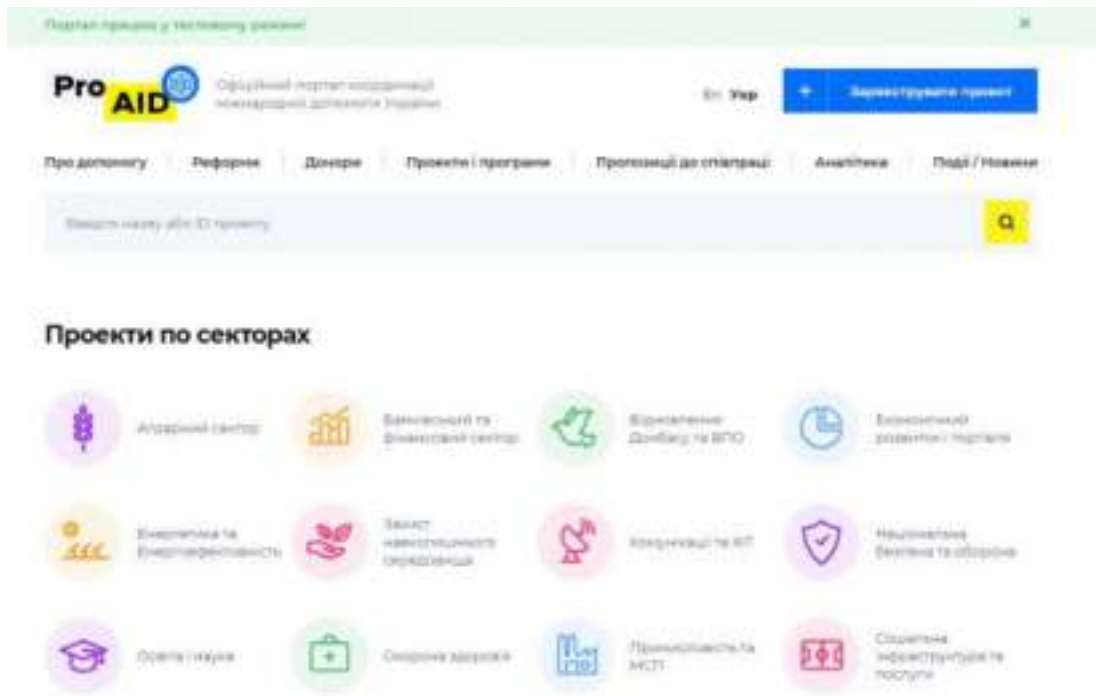 Портал працює у тестовому режимі
Pro
AID
Офіційний портал координації
міжнародної допомоги України
En Укр
+ Зареєструвати проект
Про допомогу Реформи Донори Проекти і програми Пропозиції до співпраці Аналітика Події / Новини
Введіть назву або ID проекту
Проекти по секторах
Аграрний сектор
Банківський та
фінансовий сектор
Відновлення
Донбасу та ВПО
Економічний
розвиток і торгівля
Енергетика та
Енергоефективність
Захист
навколишнього
середовища
Комунікації та ІТ
Національна
безпека та оборона
Освіта і наука
Охорона здоров'я
Промисловість та
МСП
Соціальна
інфраструктура та
послуги